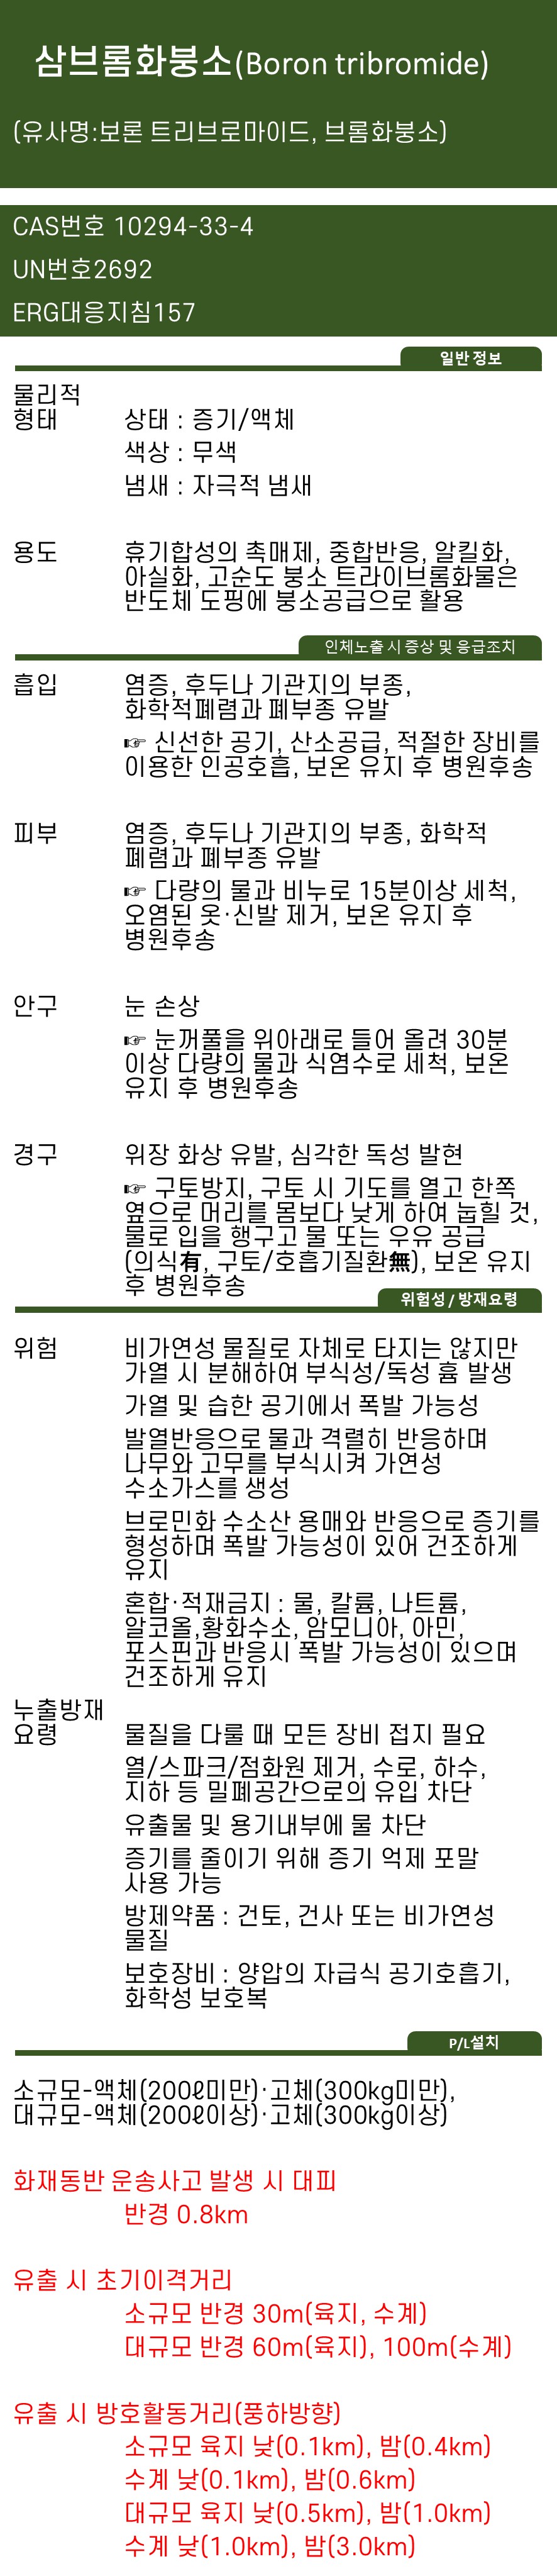 삼브롬화붕소(Boron tribromide)
(유사명:보론 트리브로마이드, 브롬화붕소)
CAS번호 10294-33-4
UN번호2692
ERG대응지침157
일반 정보
물리적
형태 상태 : 증기/액체
색상 : 무색
냄새 : 자극적 냄새
용도 휴기합성의 촉매제, 중합반응, 알킬화,
아실화, 고순도 붕소 트라이브롬화물은
반도체 도핑에 붕소공급으로 활용
인체노출 시 증상 및 응급조치
흡입 염증, 후두나 기관지의 부종,
화학적폐렴과 폐부종 유발
☞ 신선한 공기, 산소공급, 적절한 장비를
이용한 인공호흡, 보온 유지 후 병원후송
피부 염증, 후두나 기관지의 부종, 화학적
폐렴과 폐부종 유발
☞ 다량의 물과 비누로 15분이상 세척,
오염된 옷·신발 제거, 보온 유지 후
병원후송
안구 눈 손상
☞ 눈꺼풀을 위아래로 들어 올려 30분
이상 다량의 물과 식염수로 세척, 보온
유지 후 병원후송
경구 위장 화상 유발, 심각한 독성 발현
☞ 구토방지, 구토 시 기도를 열고 한쪽
옆으로 머리를 몸보다 낮게 하여 눕힐 것,
물로 입을 행구고 물 또는 우유 공급
(의식有, 구토/호흡기질환無), 보온 유지
후 병원후송
위험성 / 방재요령
위험 비가연성 물질로 자체로 타지는 않지만
가열 시 분해하여 부식성/독성 흄 발생
가열 및 습한 공기에서 폭발 가능성
발열반응으로 물과 격렬히 반응하며
나무와 고무를 부식시켜 가연성
수소가스를 생성
브로민화 수소산 용매와 반응으로 증기를
형성하며 폭발 가능성이 있어 건조하게
유지
혼합·적재금지 : 물, 칼륨, 나트륨,
알코올,황화수소, 암모니아, 아민,
포스핀과 반응시 폭발 가능성이 있으며
건조하게 유지
누출방재
요령 물질을 다룰 때 모든 장비 접지 필요
열/스파크/점화원 제거, 수로, 하수,
지하 등 밀폐공간으로의 유입 차단
유출물 및 용기내부에 물 차단
증기를 줄이기 위해 증기 억제 포말
사용 가능
방제약품 : 건토, 건사 또는 비가연성
물질
보호장비 : 양압의 자급식 공기호흡기,
화학성 보호복
P/L설치
소규모-액체(200ℓ미만)·고체(300kg미만),
대규모-액체(200ℓ이상)·고체(300kg이상)
화재동반 운송사고 발생 시 대피
반경 0.8km
유출 시 초기이격거리
소규모 반경 30m(육지, 수계)
대규모 반경 60m(육지), 100m(수계)
유출 시 방호활동거리(풍하방향)
소규모 육지 낮(0.1km), 밤(0.4km)
수계 낮(0.1km), 밤(0.6km)
대규모 육지 낮(0.5km), 밤(1.0km)
수계 낮(1.0km), 밤(3.0km)